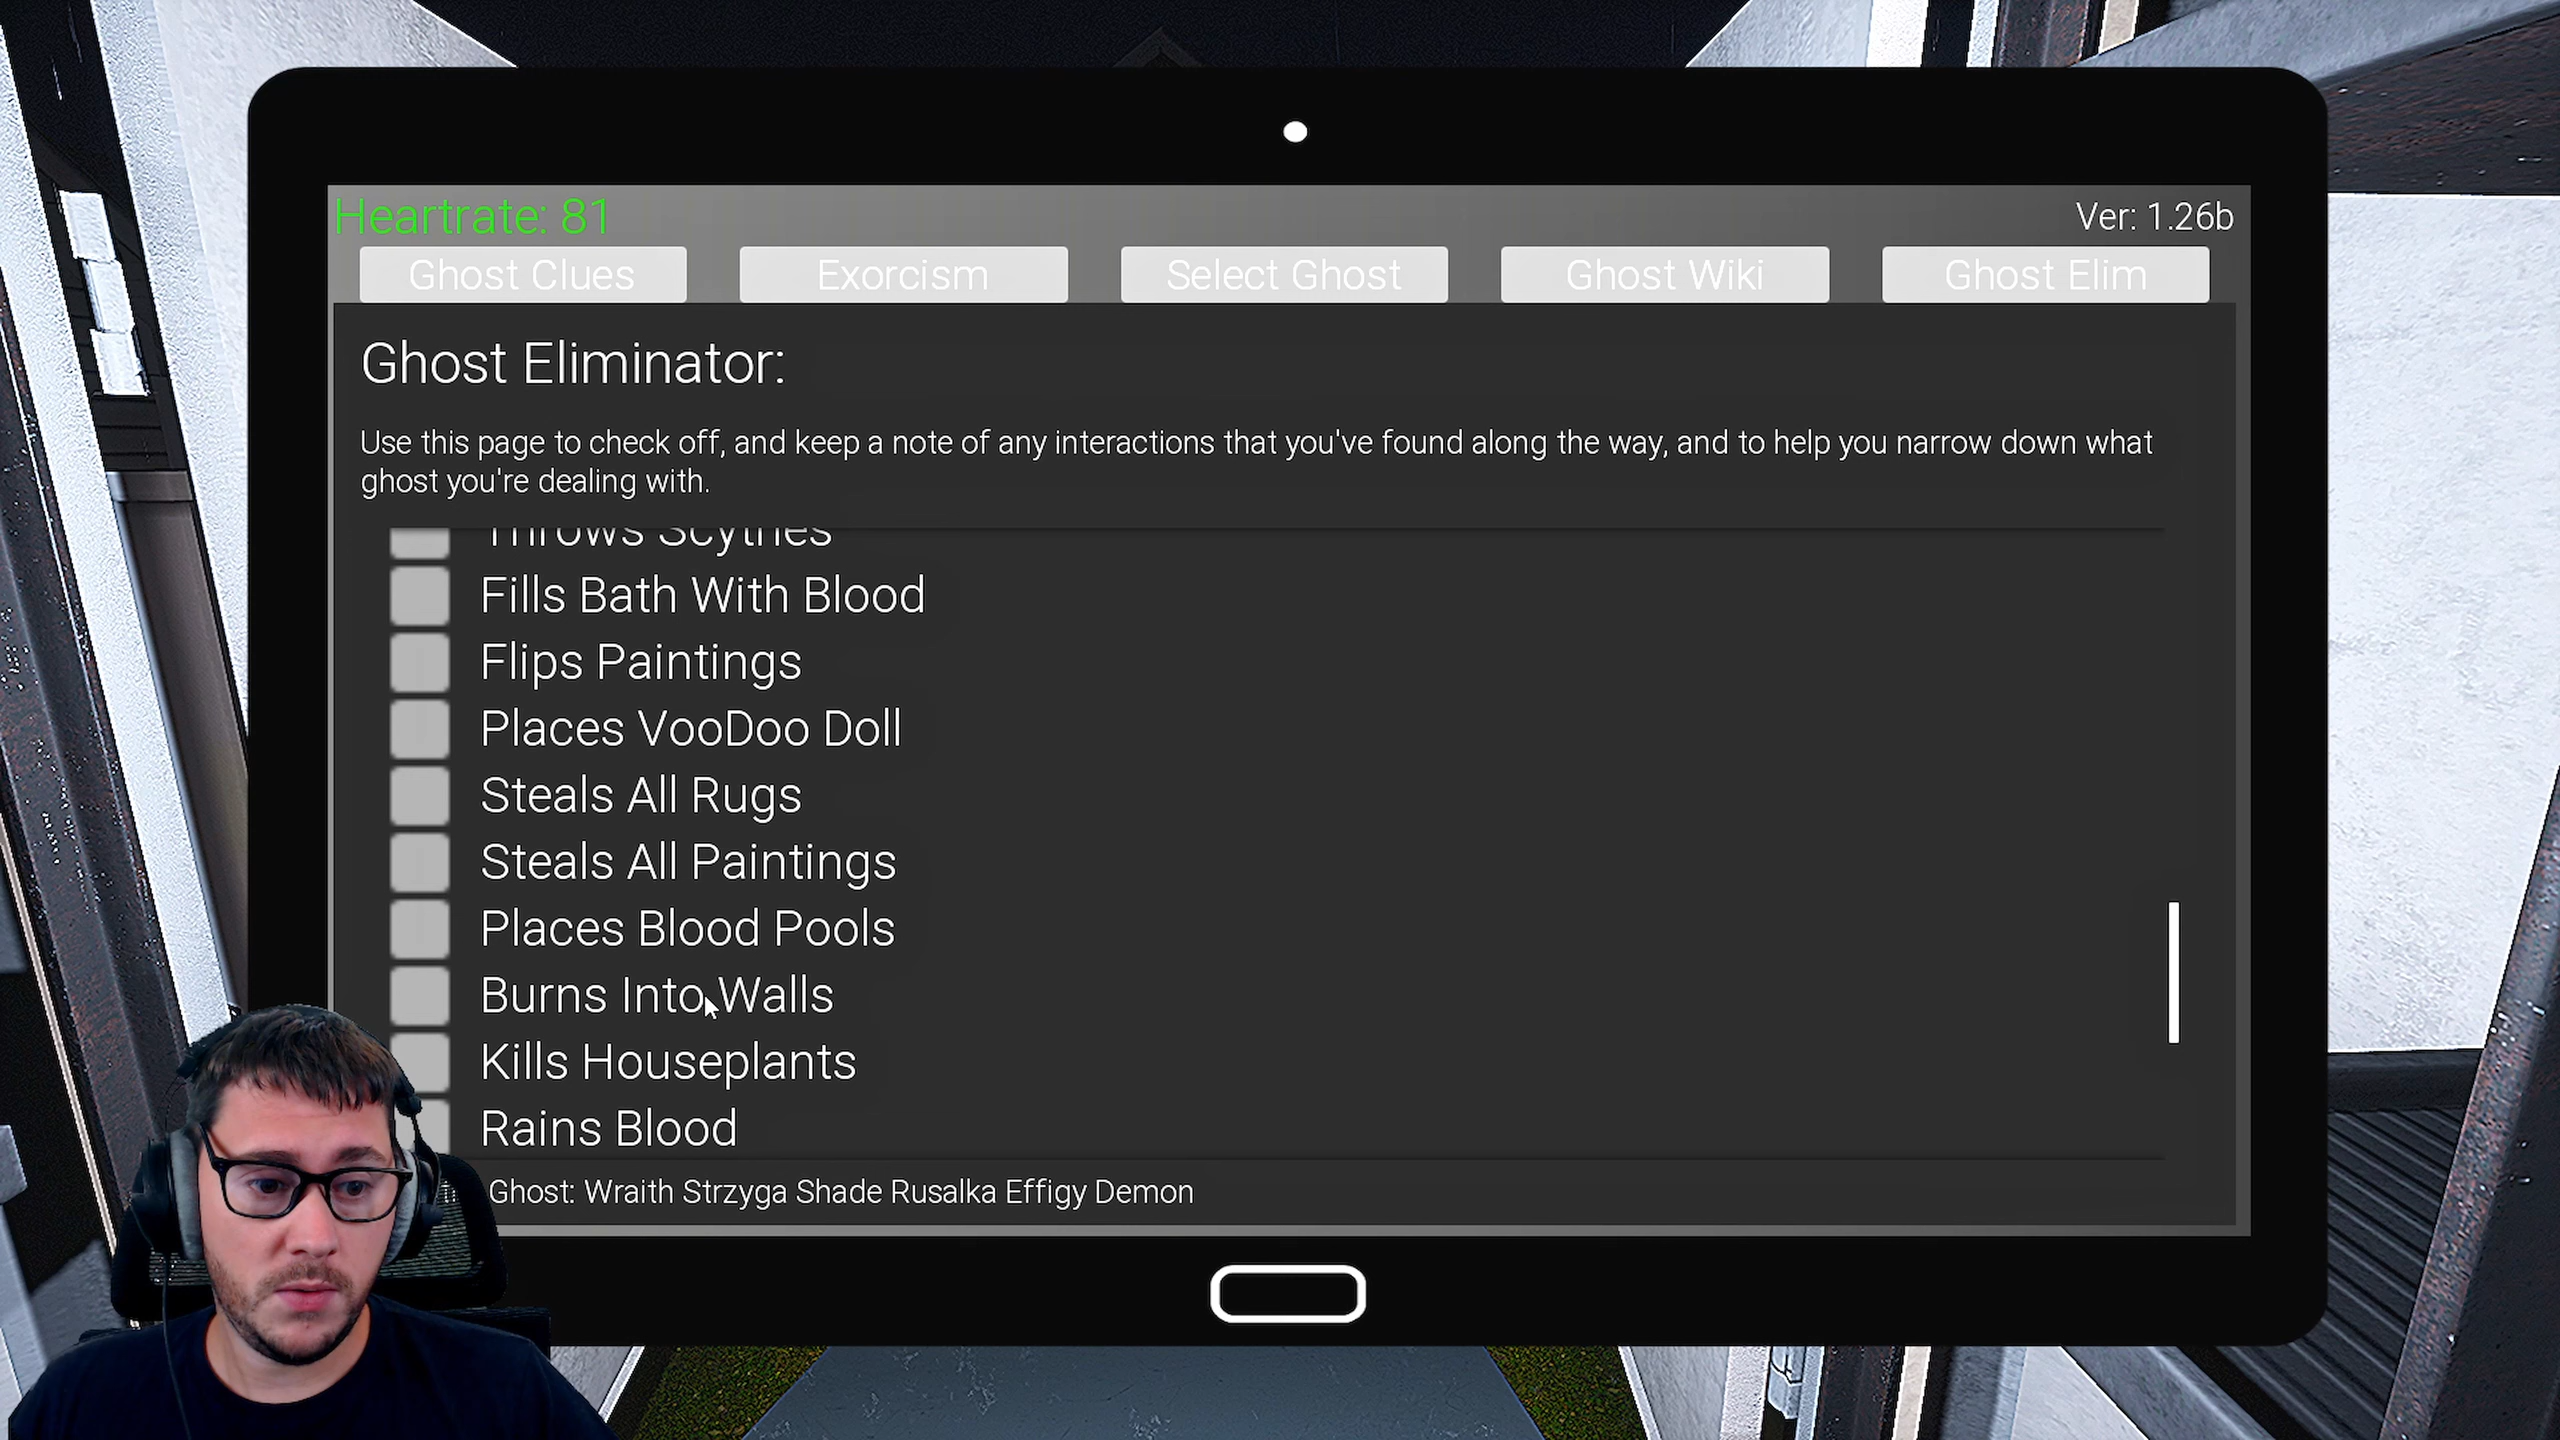 Heartrate: 81
Ver: 1.26b
Ghost Clues
Exorcism
Select Ghost
Ghost Wiki
Ghost Elim
Ghost Eliminator:
Use this page to check off, and keep a note of any interactions that you've found along the way, and to help you narrow down what
ghost you're dealing with.
Throws Scythes
Fills Bath With Blood
Flips Paintings
Places VooDoo Doll
Steals All Rugs
Steals All Paintings
Places Blood Pools
Burns Into Walls
Kills Houseplants
Rains Blood
Ghost: Wraith Strzyga Shade Rusalka Effigy Demon